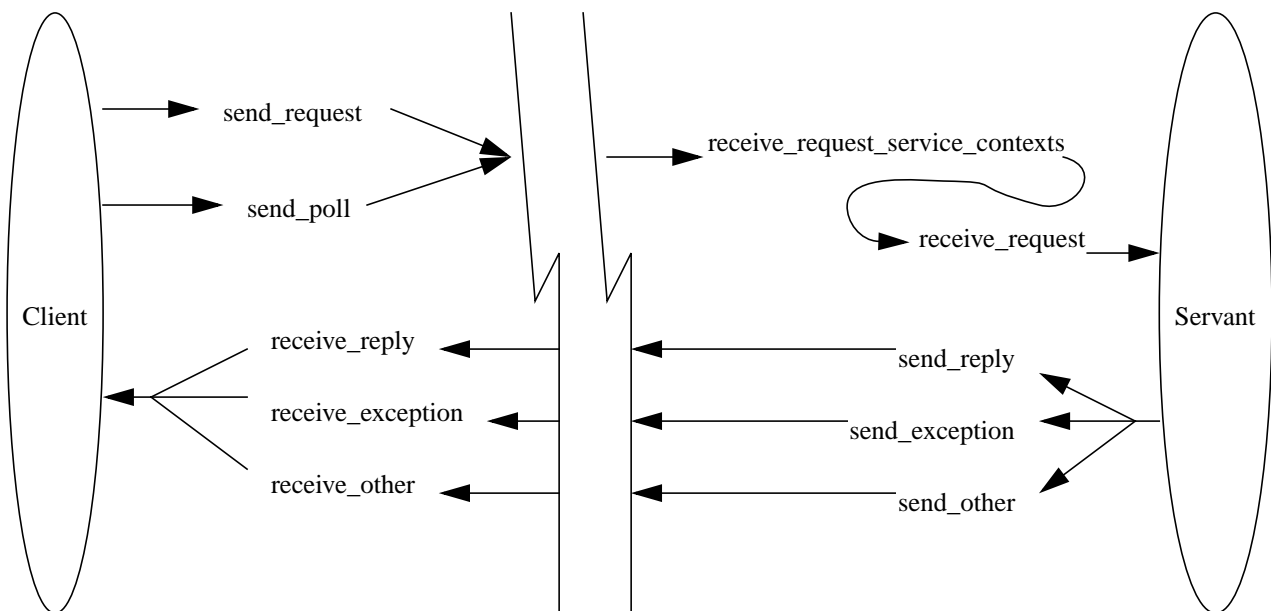 send_request
receive_request_service_contexts
send_poll
receive_request
Client
Servant
receive_reply
send_reply
receive_exception
send_exception
receive_other
send_other